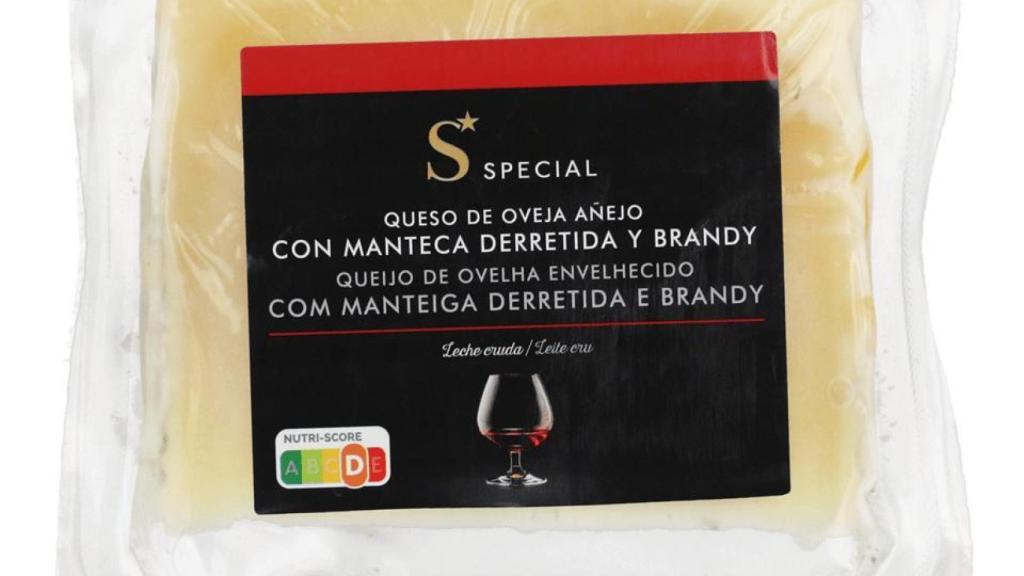 S SPECIAL
QUESO DE OVEJA AÑEJO
CON MANTECA DERRETIDA Y BRANDY
QUEIJO DE OVELHA ENVELHECIDO
COM MANTEIGA DERRETIDA E BRANDY
Leche cruda / Leite cru
NUTRI-SCORE
A B C D E